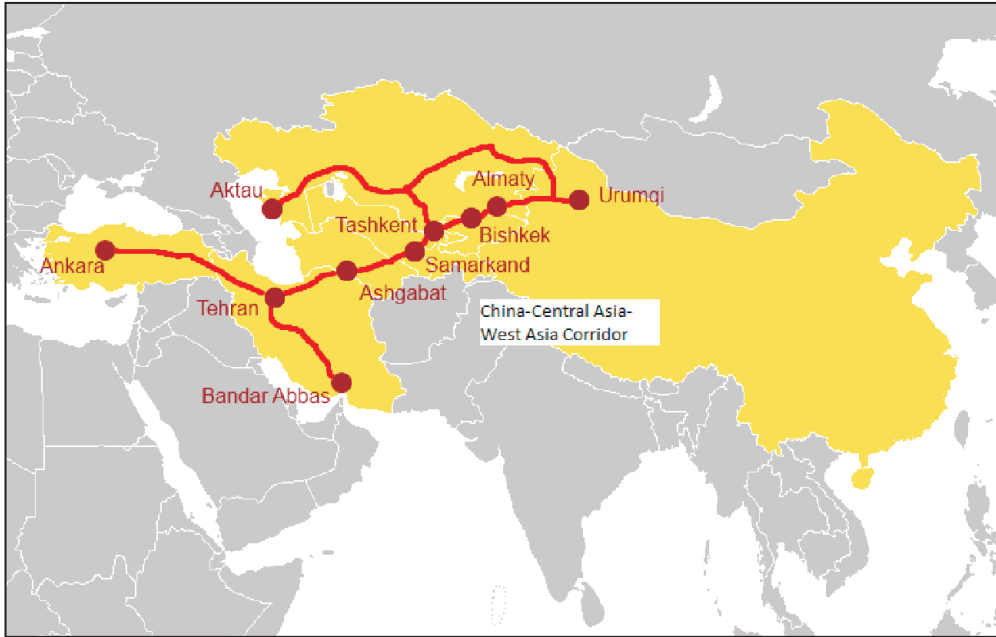 Almaty
Aktau
Urumqi
Tashkent
Bishkek
Ankara
Samarkand
Ashgabat
Tehran
China-Central Asia-
West Asia Corridor
Bandar Abbas